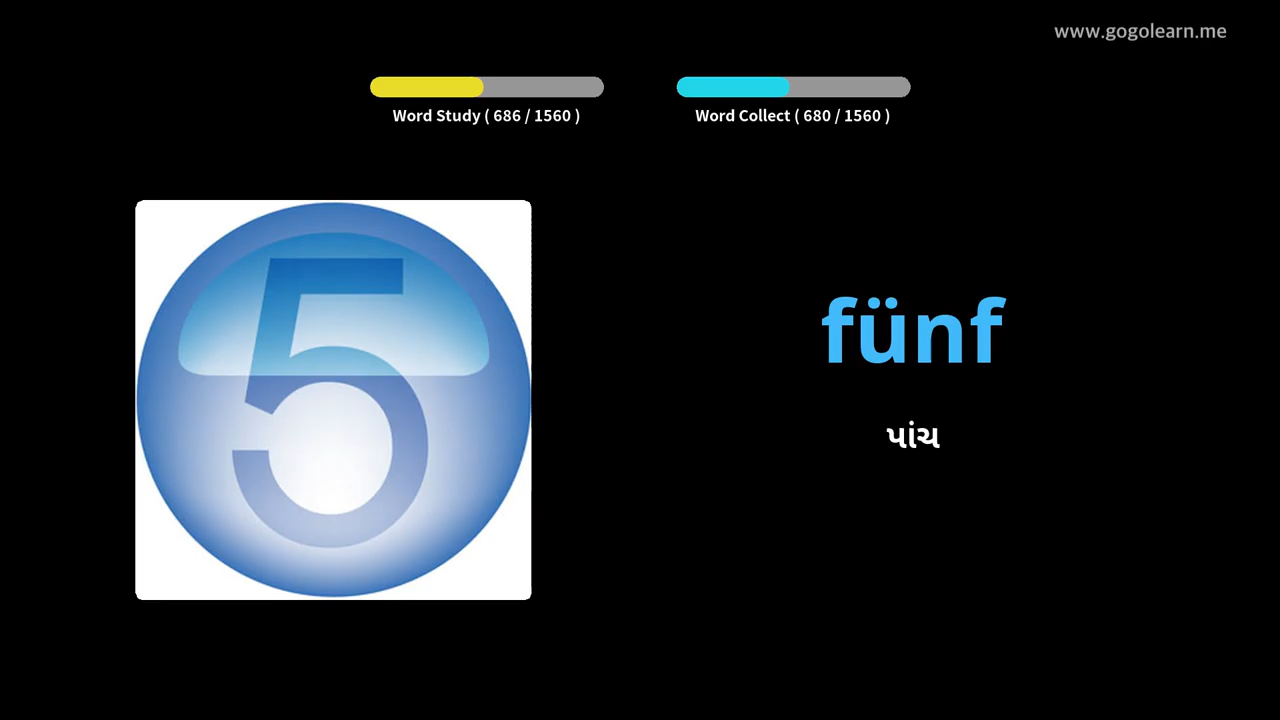 www.gogolearn.me
Word Study ( 686 / 1560 )
Word Collect ( 680 / 1560 )
5
fünf
પાંચ